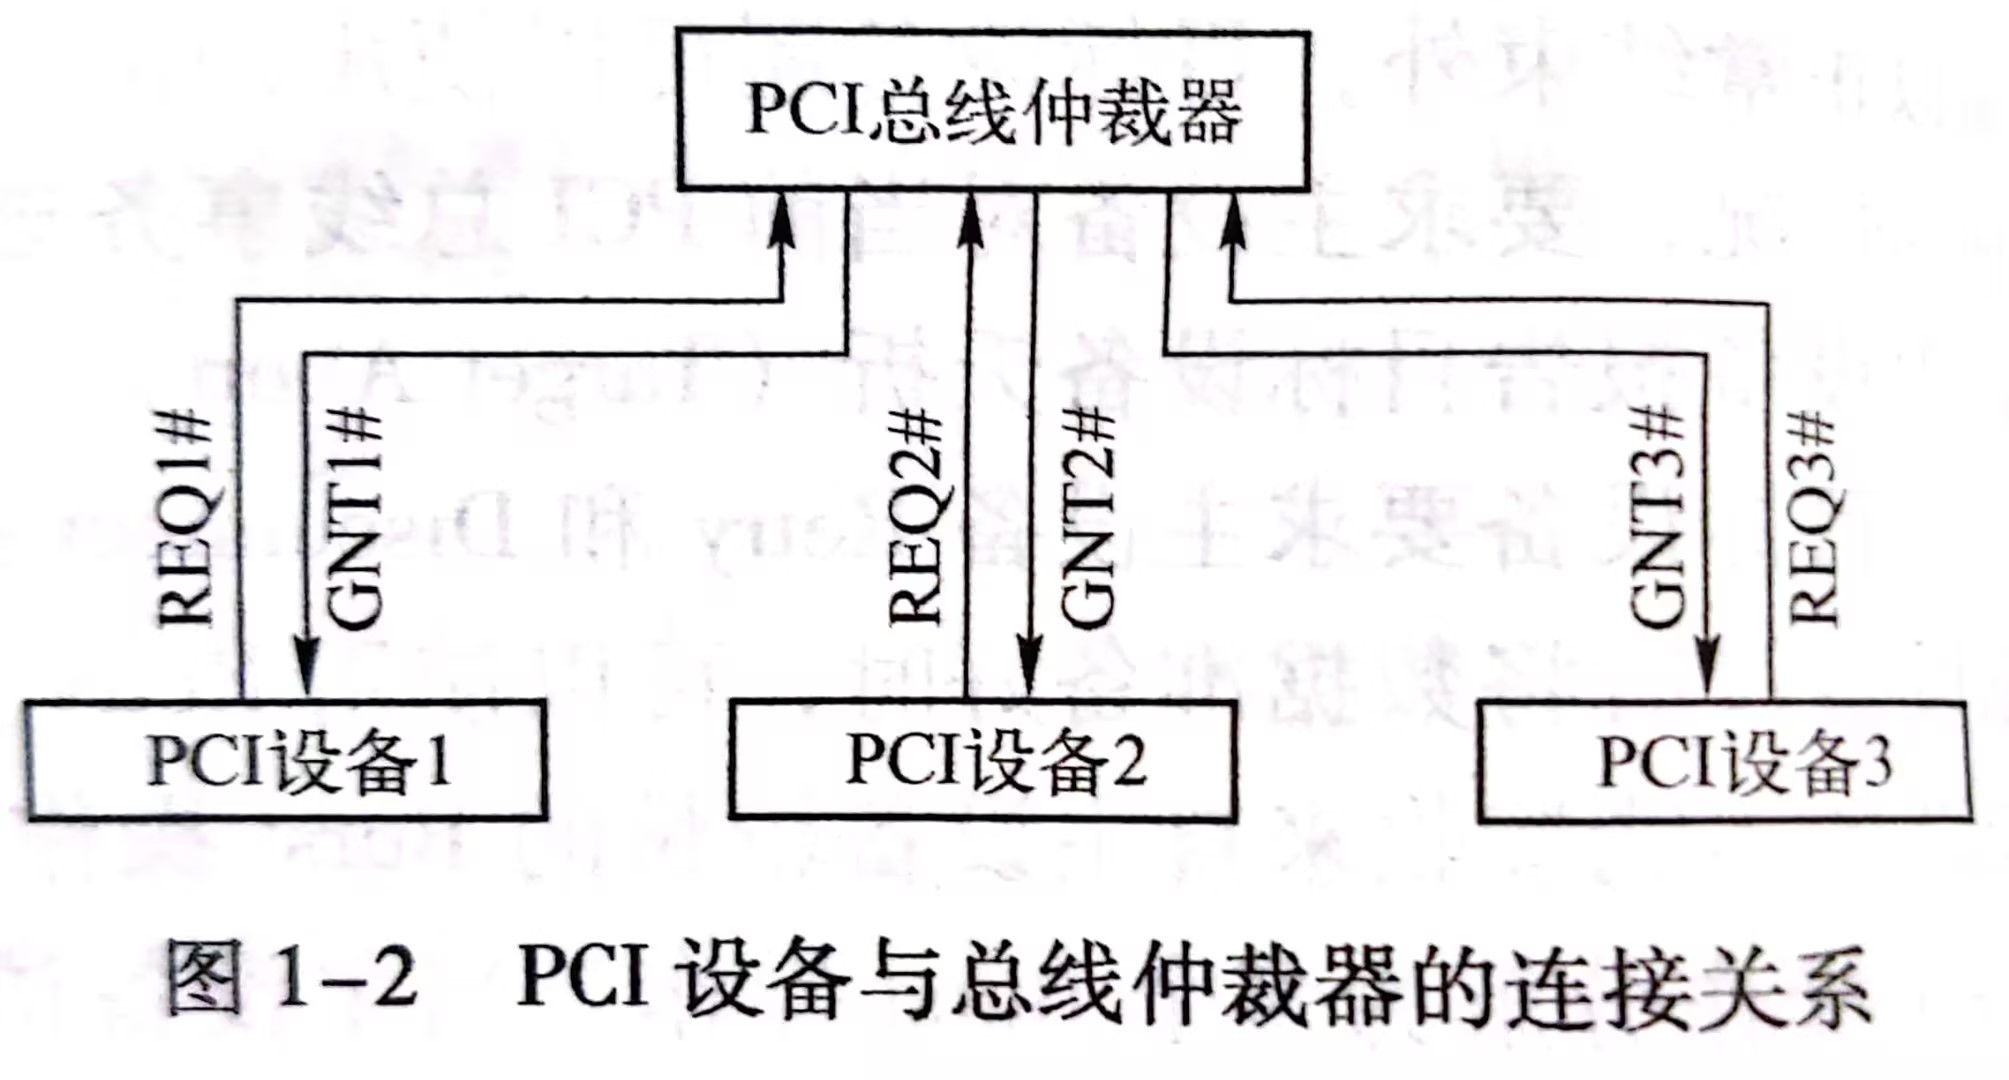 PCI总线仲裁器
REQ1#
GNT1#
REQ2#
GNT2#
GNT3#
REQ3#
PCI设备1
PCI设备2
PCI设备3
图 1-2 PCI 设备与总线仲裁器的连接关系